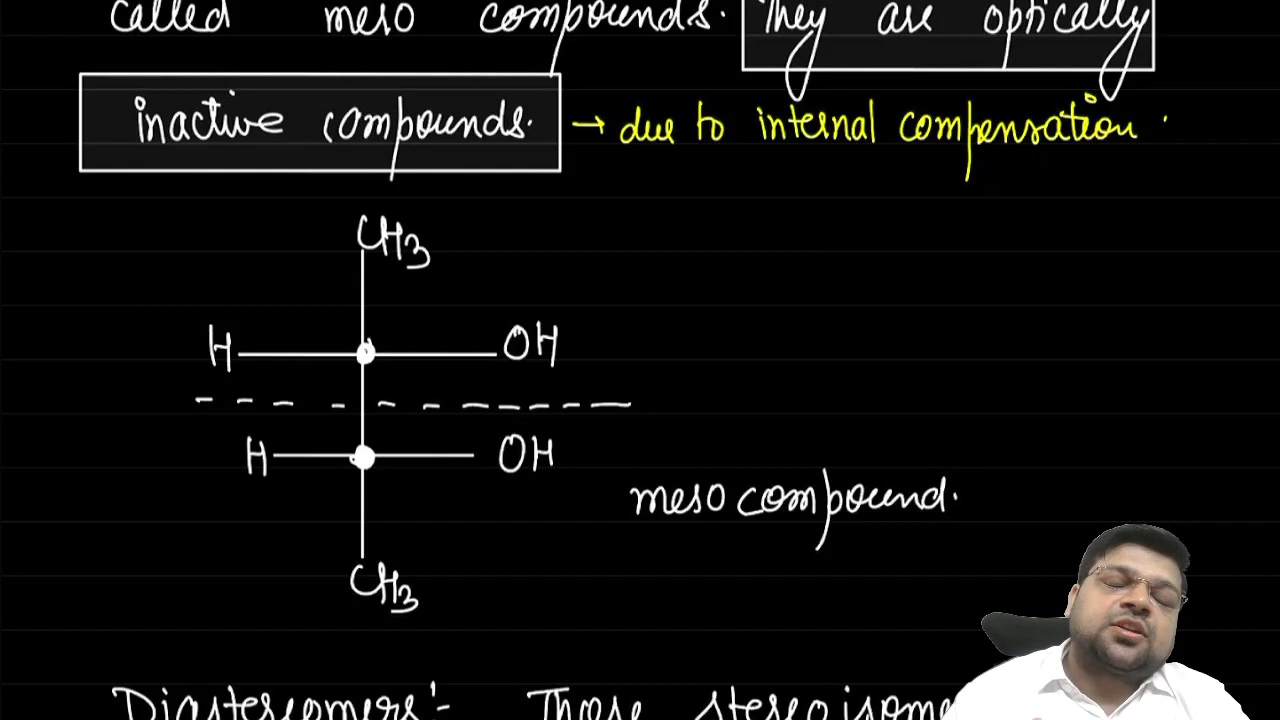 called meso compounds. They are optically
inactive compounds. → due to internal compensation.
CH3
H OH
H OH
meso compound.
CH3
Diastereomers:- Those stereoisome